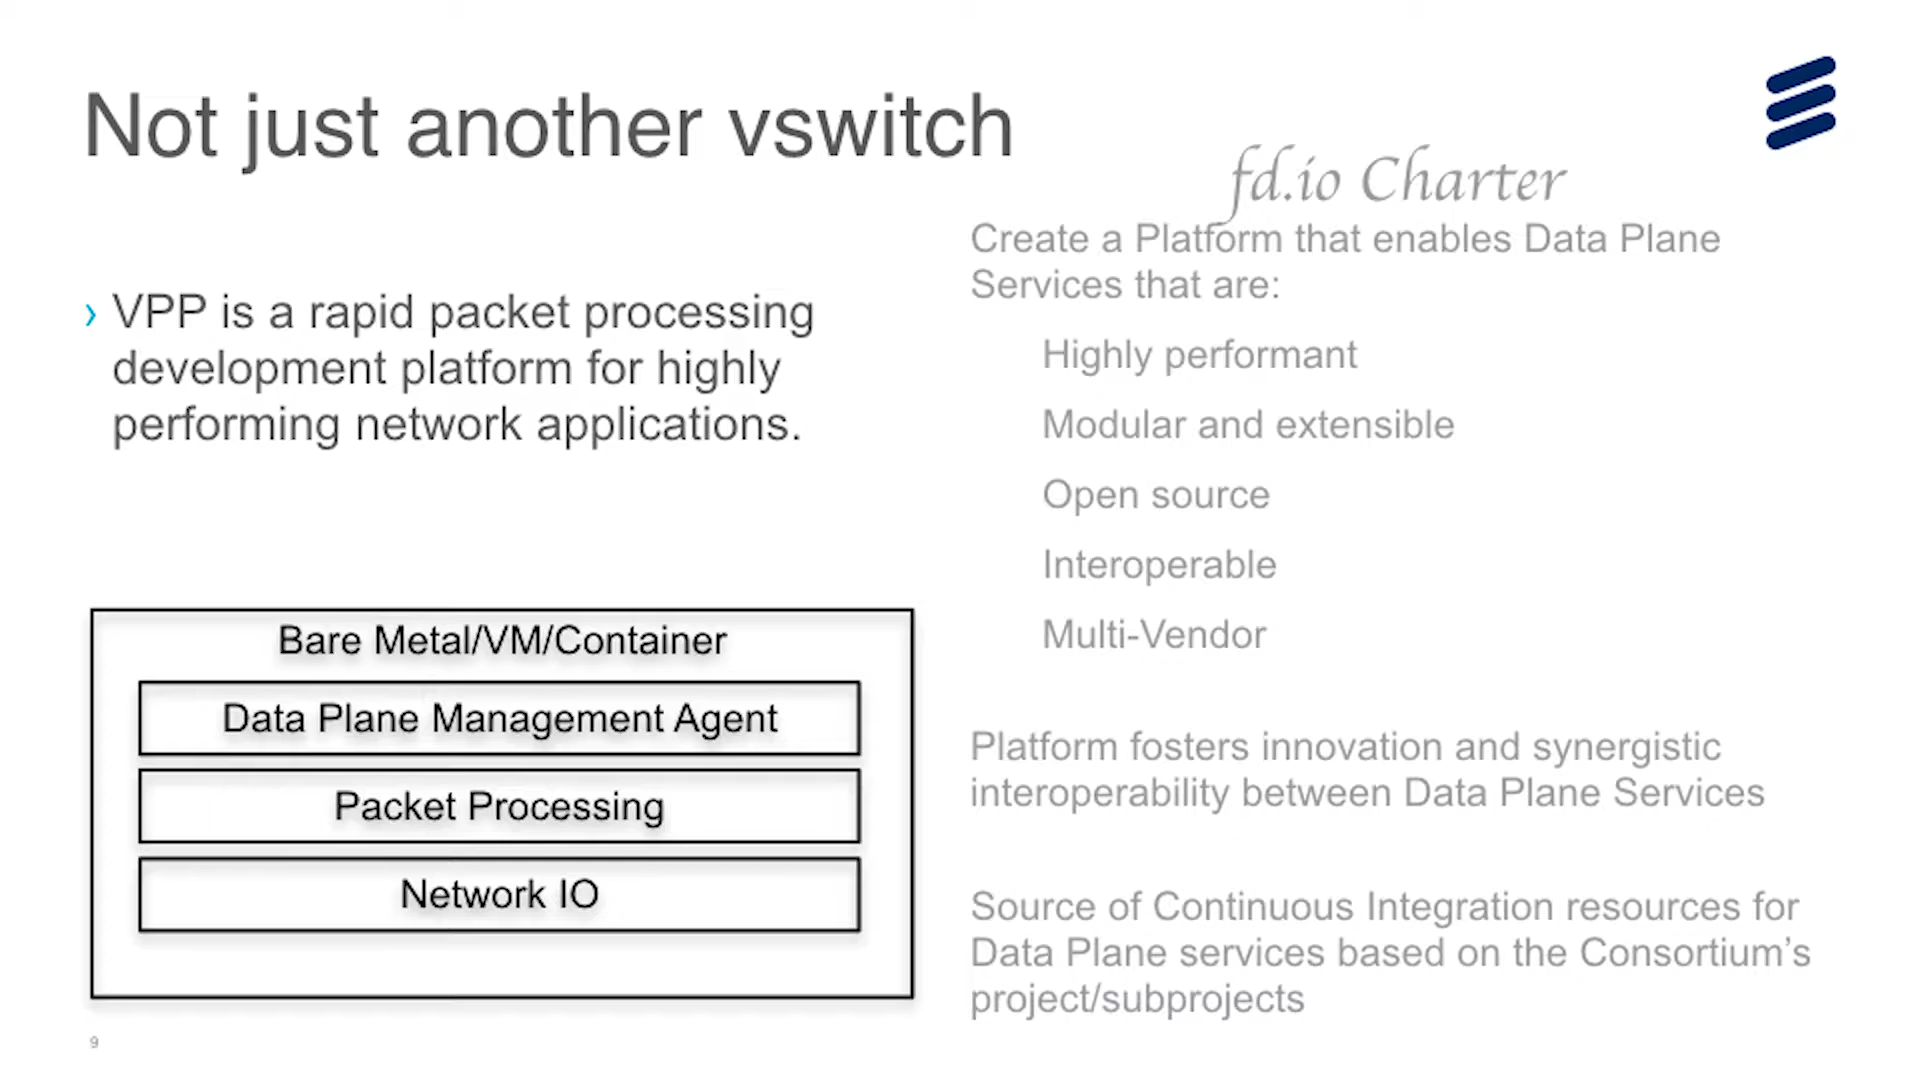 Not just another vswitch
› VPP is a rapid packet processing
development platform for highly
performing network applications.
Bare Metal/VM/Container
Data Plane Management Agent
Packet Processing
Network IO
fd.io Charter
Create a Platform that enables Data Plane
Services that are:
Highly performant
Modular and extensible
Open source
Interoperable
Multi-Vendor
Platform fosters innovation and synergistic
interoperability between Data Plane Services
Source of Continuous Integration resources for
Data Plane services based on the Consortium’s
project/subprojects
9